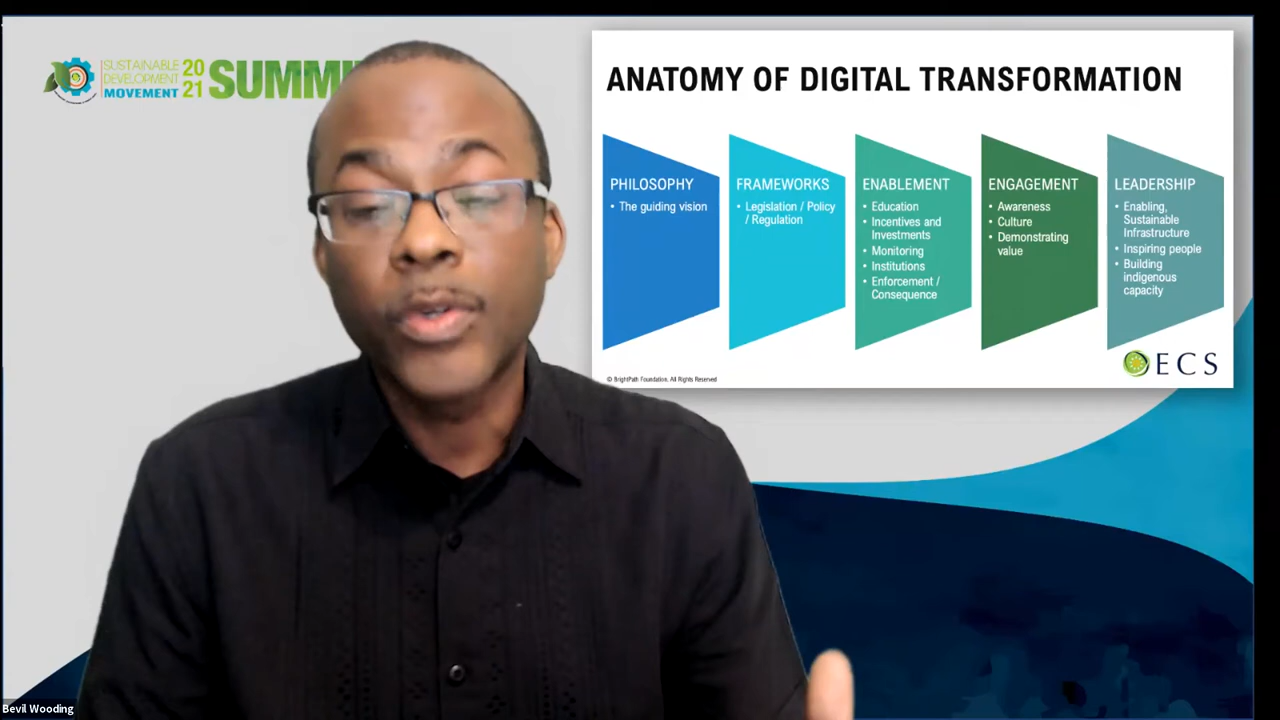 SUSTAINABLE
DEVELOPMENT
MOVEMENT
20
21
SUMMI
ANATOMY OF DIGITAL TRANSFORMATION
PHILOSOPHY
• The guiding vision
FRAMEWORKS
• Legislation / Policy
/ Regulation
ENABLEMENT
• Education
• Incentives and
Investments
• Monitoring
• Institutions
• Enforcement /
Consequence
ENGAGEMENT
• Awareness
• Culture
• Demonstrating
value
LEADERSHIP
• Enabling,
Sustainable
Infrastructure
• Inspiring people
• Building
indigenous
capacity
© BrightPath Foundation. All Rights Reserved
ECS
Bevil Wooding